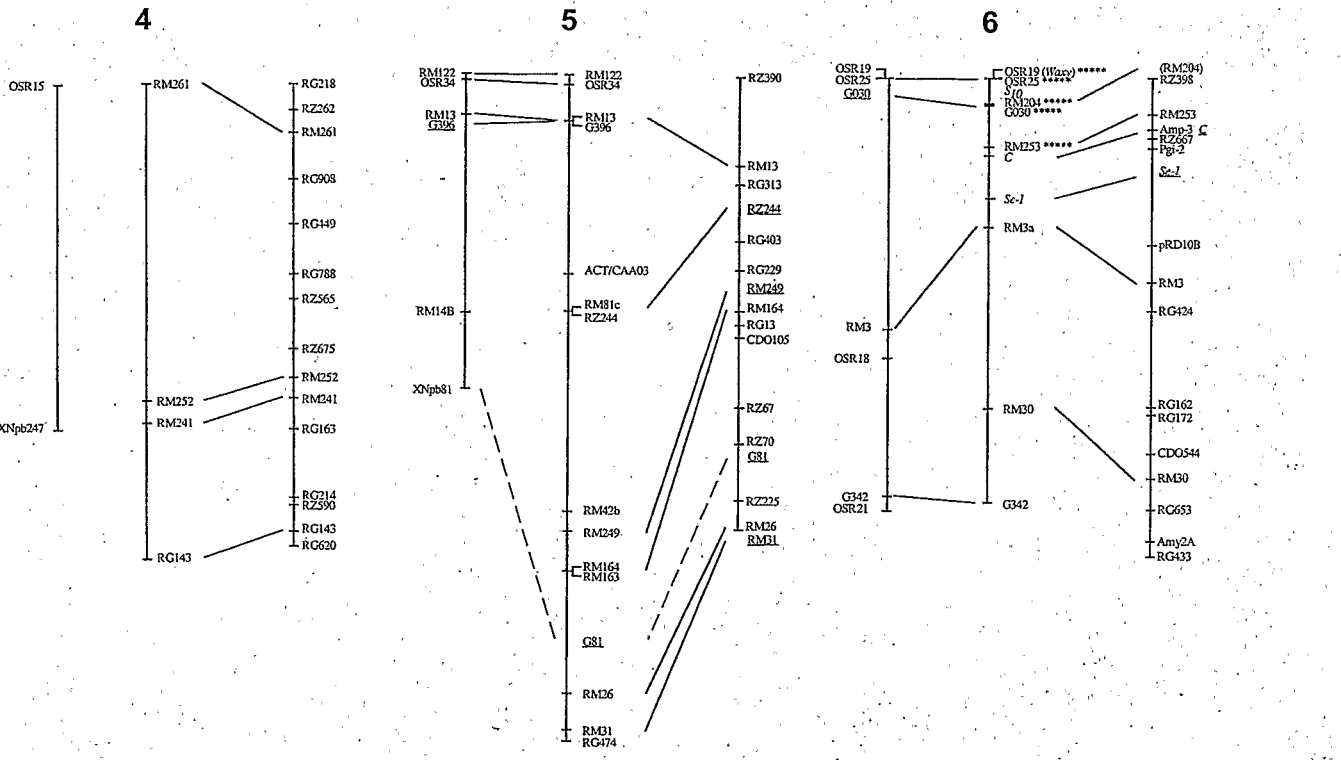 4
OSR15
XNpb247
RM261
RM252
RM241
RG143
RG218
RZ262
RM261
RG908
RG449
RG788
RZ565
RZ675
RM252
RM241
RG163
RG214
RZ590
RG143
RG620
5
RM122
OSR34
RM13
G396
RM14B
XNpb81
RM122
OSR34
RM13
G396
ACT/CAA03
RM81c
RZ244
RM42b
RM249
RM164
RM163
G81
RM26
RM31
RG474
RZ390
RM13
RG313
RZ244
RG403
RG229
RM249
RM164
RG13
CDO105
RZ67
RZ70
G81
RZ225
RM26
RM31
6
OSR19
OSR25
G030
RM3
OSR18
G342
OSR21
OSR19 (Waxy) *****
OSR25 *****
S10
RM204 *****
G030 *****
RM253 *****
C
Se-1
RM3a
RM30
G342
(RM204)
RZ398
RM253
Amp-3 C
RZ667
Pgi-2
Se-1
pRD10B
RM3
RG424
RG162
RG172
CDO544
RM30
RG653
Amy2A
RG433